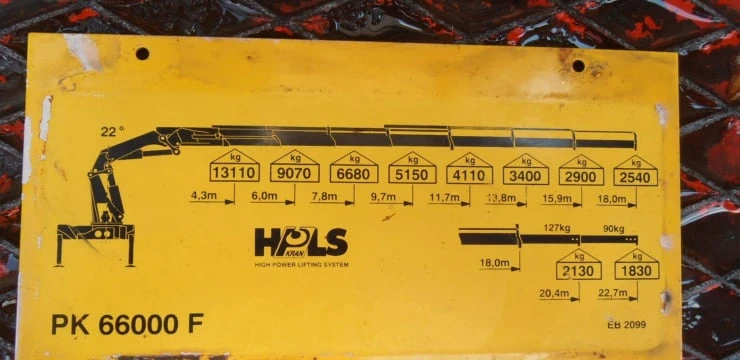 22°
kg kg kg kg kg kg kg kg
13110 9070 6680 5150 4110 3400 2900 2540
4,3m 6,0m 7,8m 9,7m 11,7m 13,8m 15,9m 18,0m
127kg 90kg
HPLS
KRAN
HIGH POWER LIFTING SYSTEM
18,0m
kg kg
2130 1830
20,4m 22,7m
PK 66000 F
EB 2099